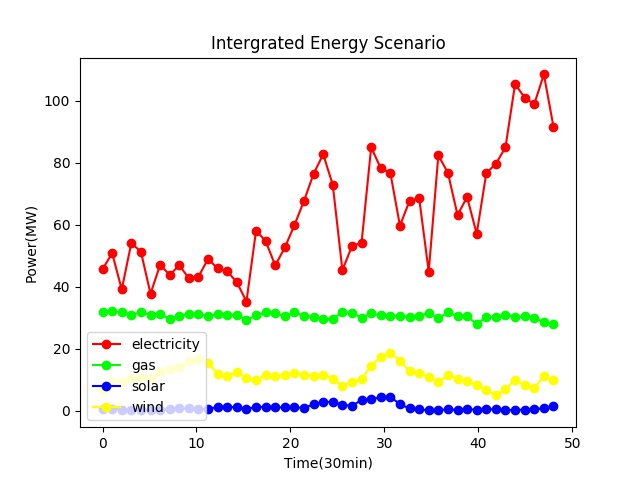 Intergrated Energy Scenario
Power(MW)
100
80
60
40
20
0
electricity
gas
solar
wind
0 10 20 30 40 50
Time(30min)